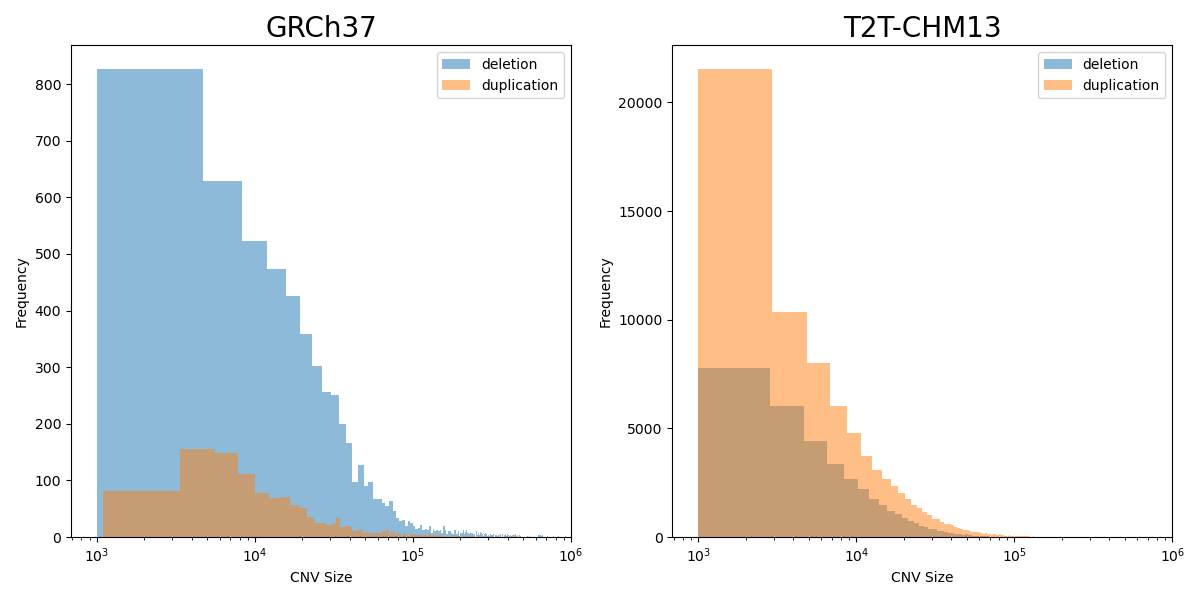 GRCh37
deletion
duplication
Frequency
800
700
600
500
400
300
200
100
0
10³
10⁴
10⁵
10⁶
CNV Size
T2T-CHM13
deletion
duplication
Frequency
20000
15000
10000
5000
0
10³
10⁴
10⁵
10⁶
CNV Size